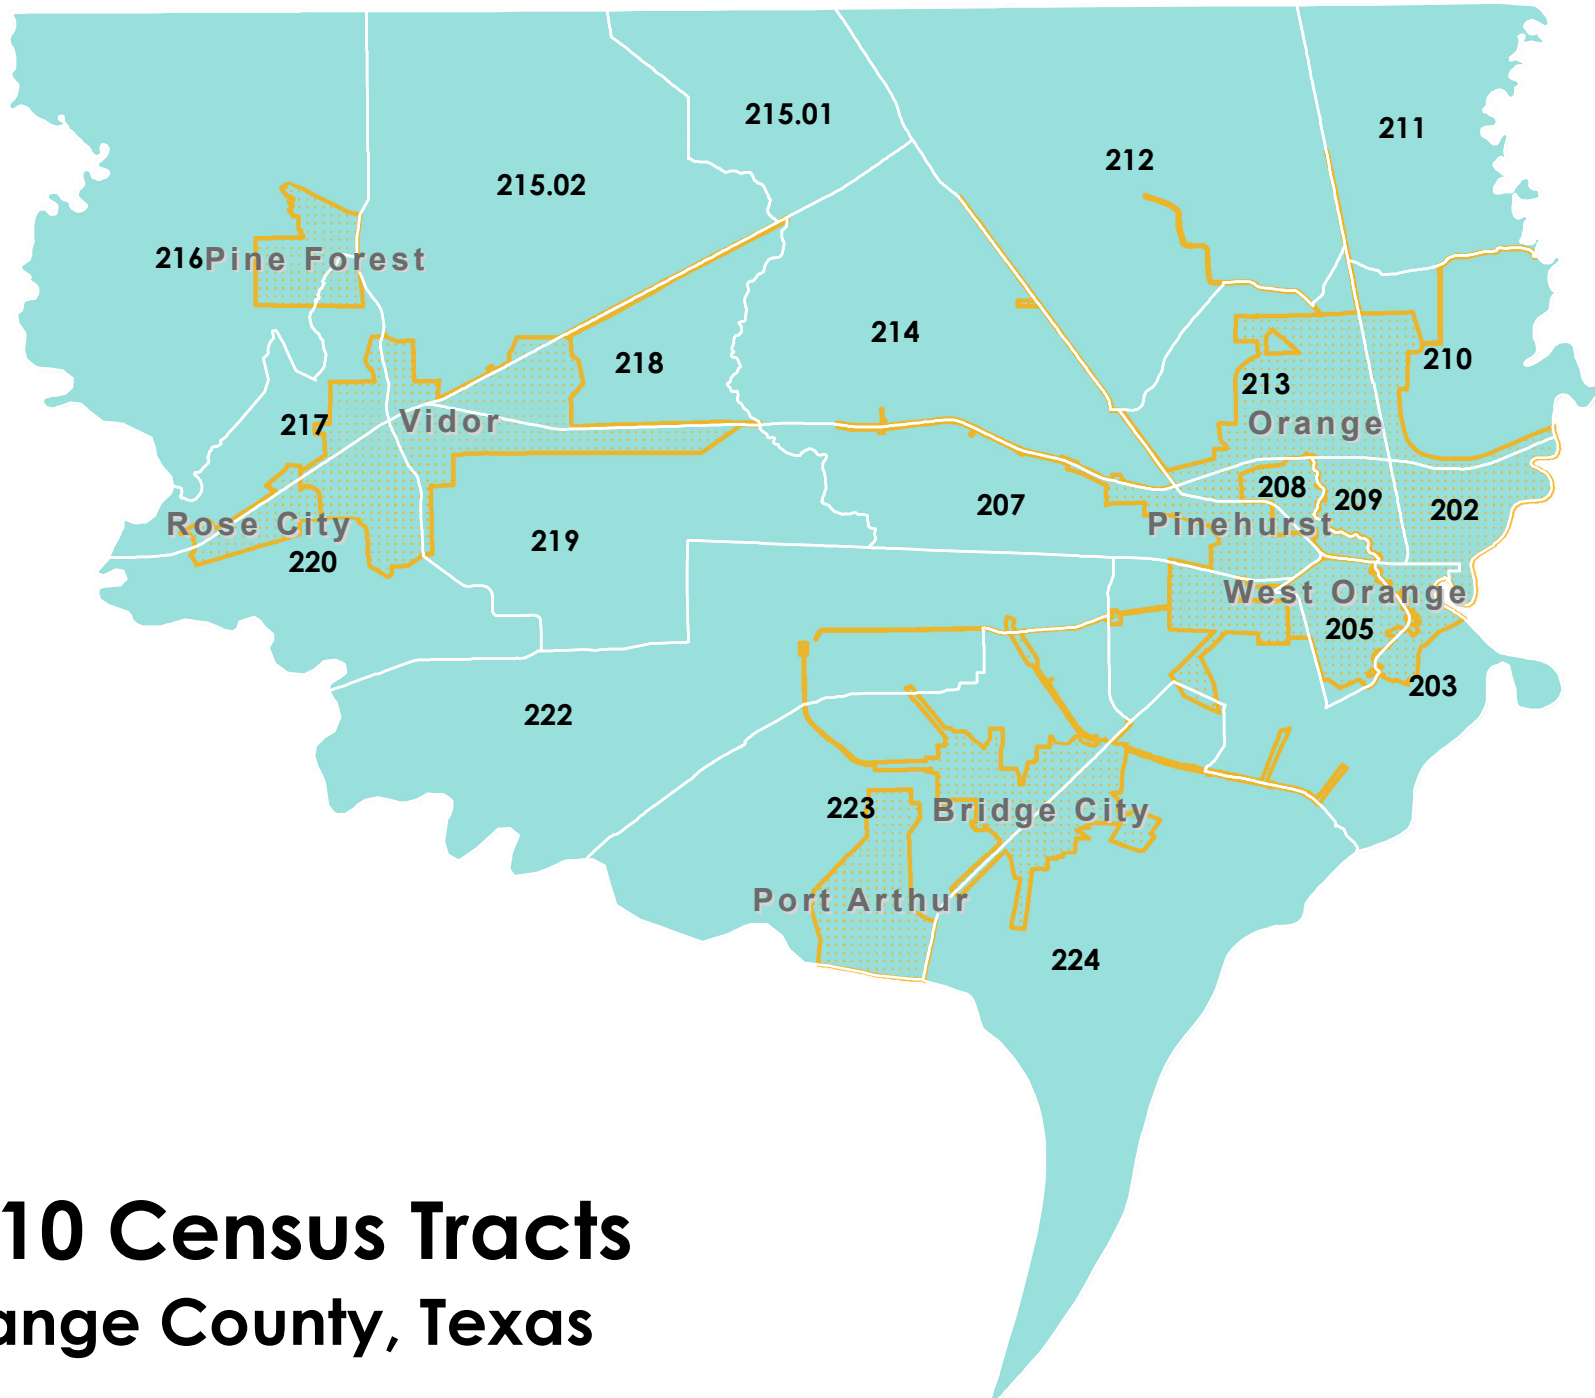 215.01
211
212
215.02
216
Pine Forest
214
218
210
213
217
Vidor
Orange
208
209
207
202
Rose City
Pinehurst
219
220
West Orange
205
203
222
223
Bridge City
Port Arthur
224
10 Census Tracts
ange County, Texas